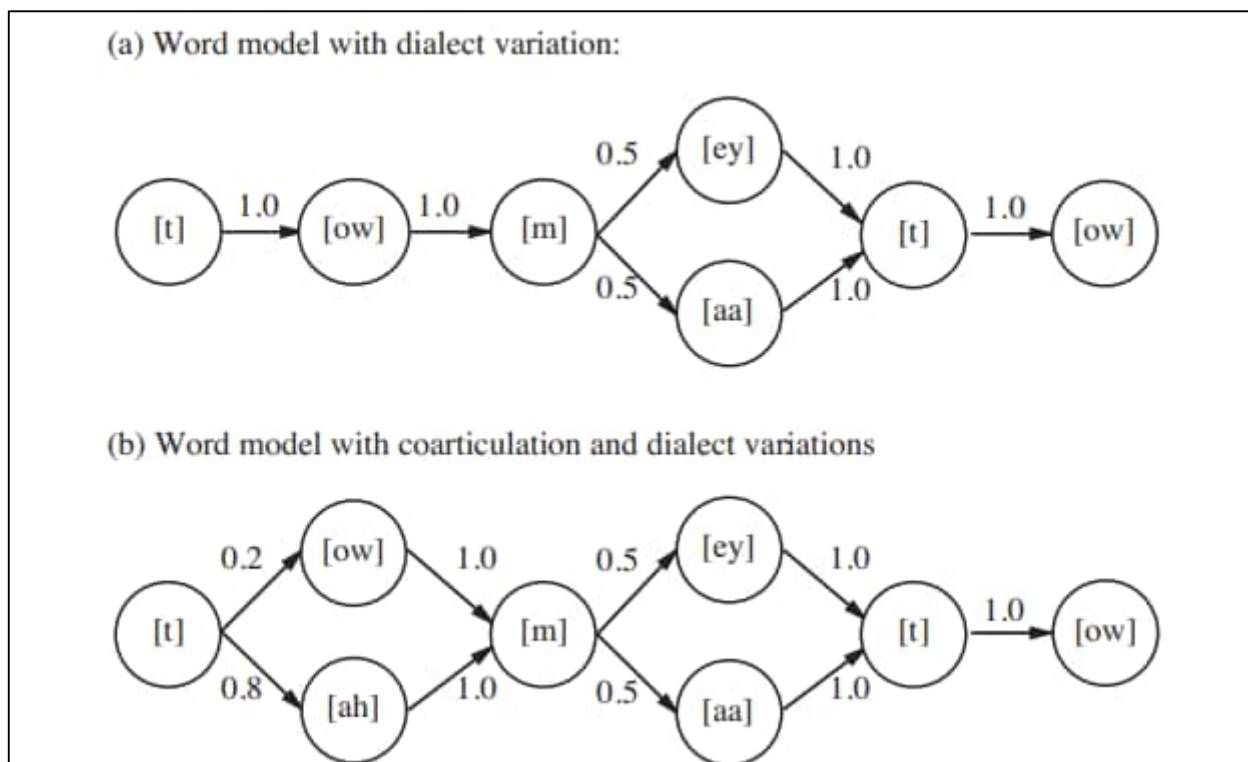 (a) Word model with dialect variation:
[ey]
0.5 1.0
[t] 1.0 [ow] 1.0 [m] [t] 1.0 [ow]
0.5 1.0
[aa]
(b) Word model with coarticulation and dialect variations
[ow] [ey]
0.2 1.0 0.5 1.0
[t] [m] [t] 1.0 [ow]
0.8 1.0 0.5 1.0
[ah] [aa]